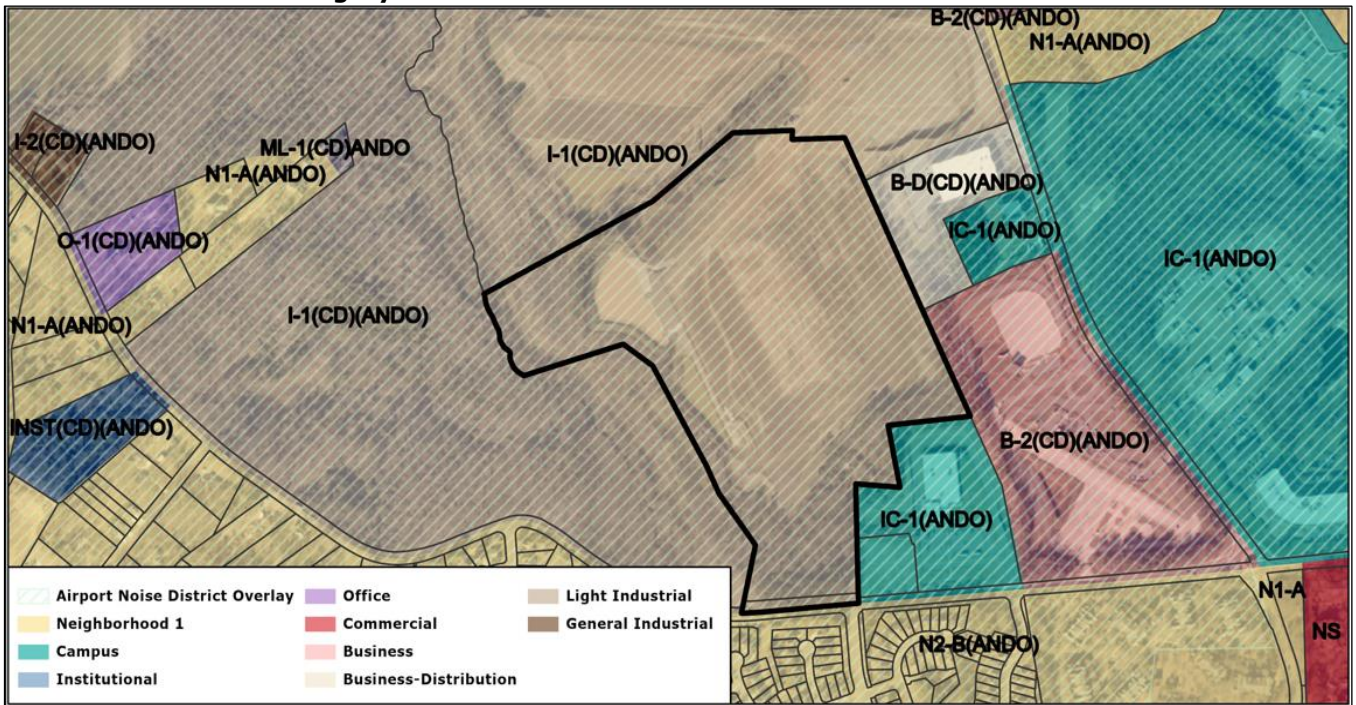 B-2(CD)(ANDO)
N1-A(ANDO)
I-2(CD)(ANDO)
ML-1(CD)ANDO
N1-A(ANDO)
I-1(CD)(ANDO)
B-D(CD)(ANDO)
O-1(CD)(ANDO)
IC-1(ANDO)
IC-1(ANDO)
I-1(CD)(ANDO)
N1-A(ANDO)
INST(CD)(ANDO)
B-2(CD)(ANDO)
IC-1(ANDO)
N1-A
NS
N2-B(ANDO)
Airport Noise District Overlay
Neighborhood 1
Campus
Institutional
Office
Commercial
Business
Business-Distribution
Light Industrial
General Industrial